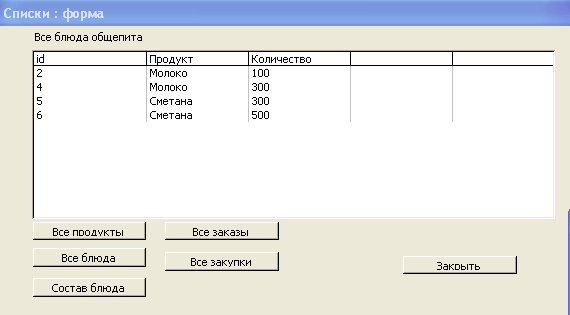 Списки : форма
Все блюда общепита
id Продукт Количество
2 Молоко 100
4 Молоко 300
5 Сметана 300
6 Сметана 500
Все продукты Все заказы
Все блюда Все закупки Закрыть
Состав блюда